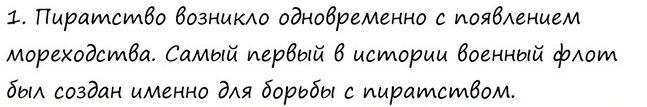 1. Пиратство возникло одновременно с появлением
мореходства. Самый первый в истории военный флот
был создан именно для борьбы с пиратством.